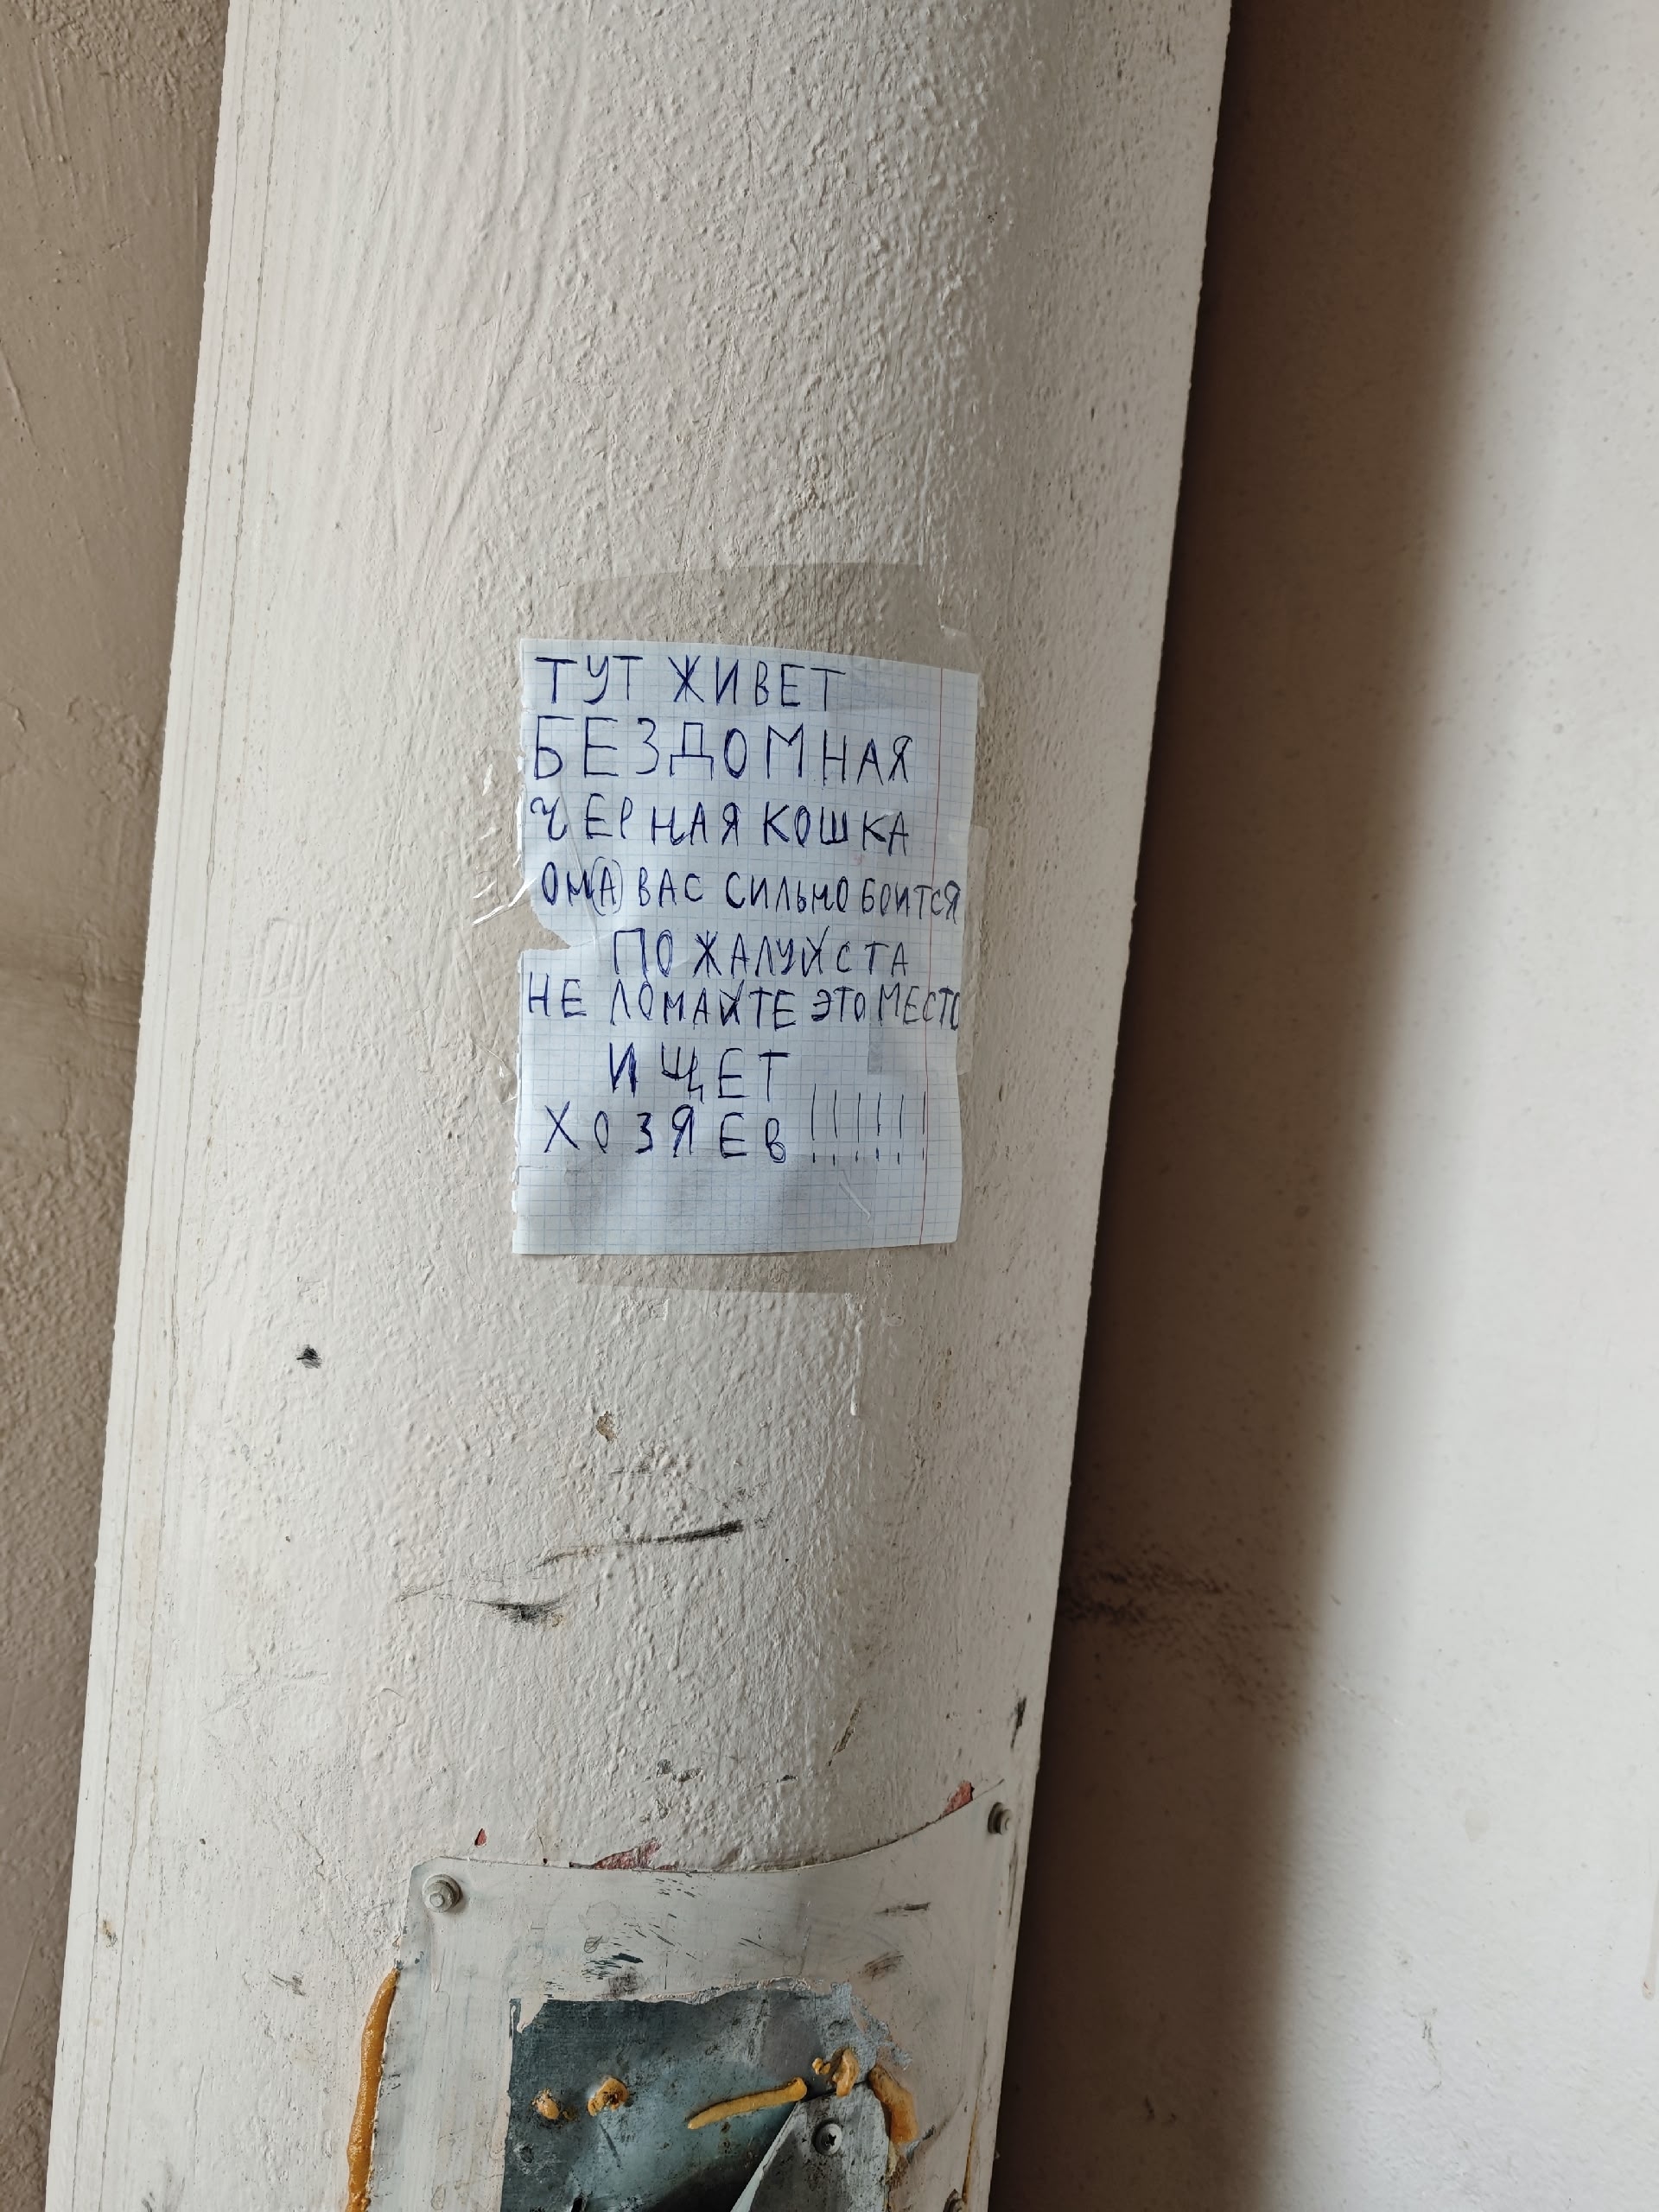 ТУТ ЖИВЕТ
БЕЗДОМНАЯ
ЧЕРНАЯ КОШКА
ОНА ВАС СИЛЬНО БОИТСЯ
ПОЖАЛУЙСТА
НЕ ЛОМАЙТЕ ЭТО МЕСТО
ИЩЕТ
ХОЗЯЕВ!!!!!!